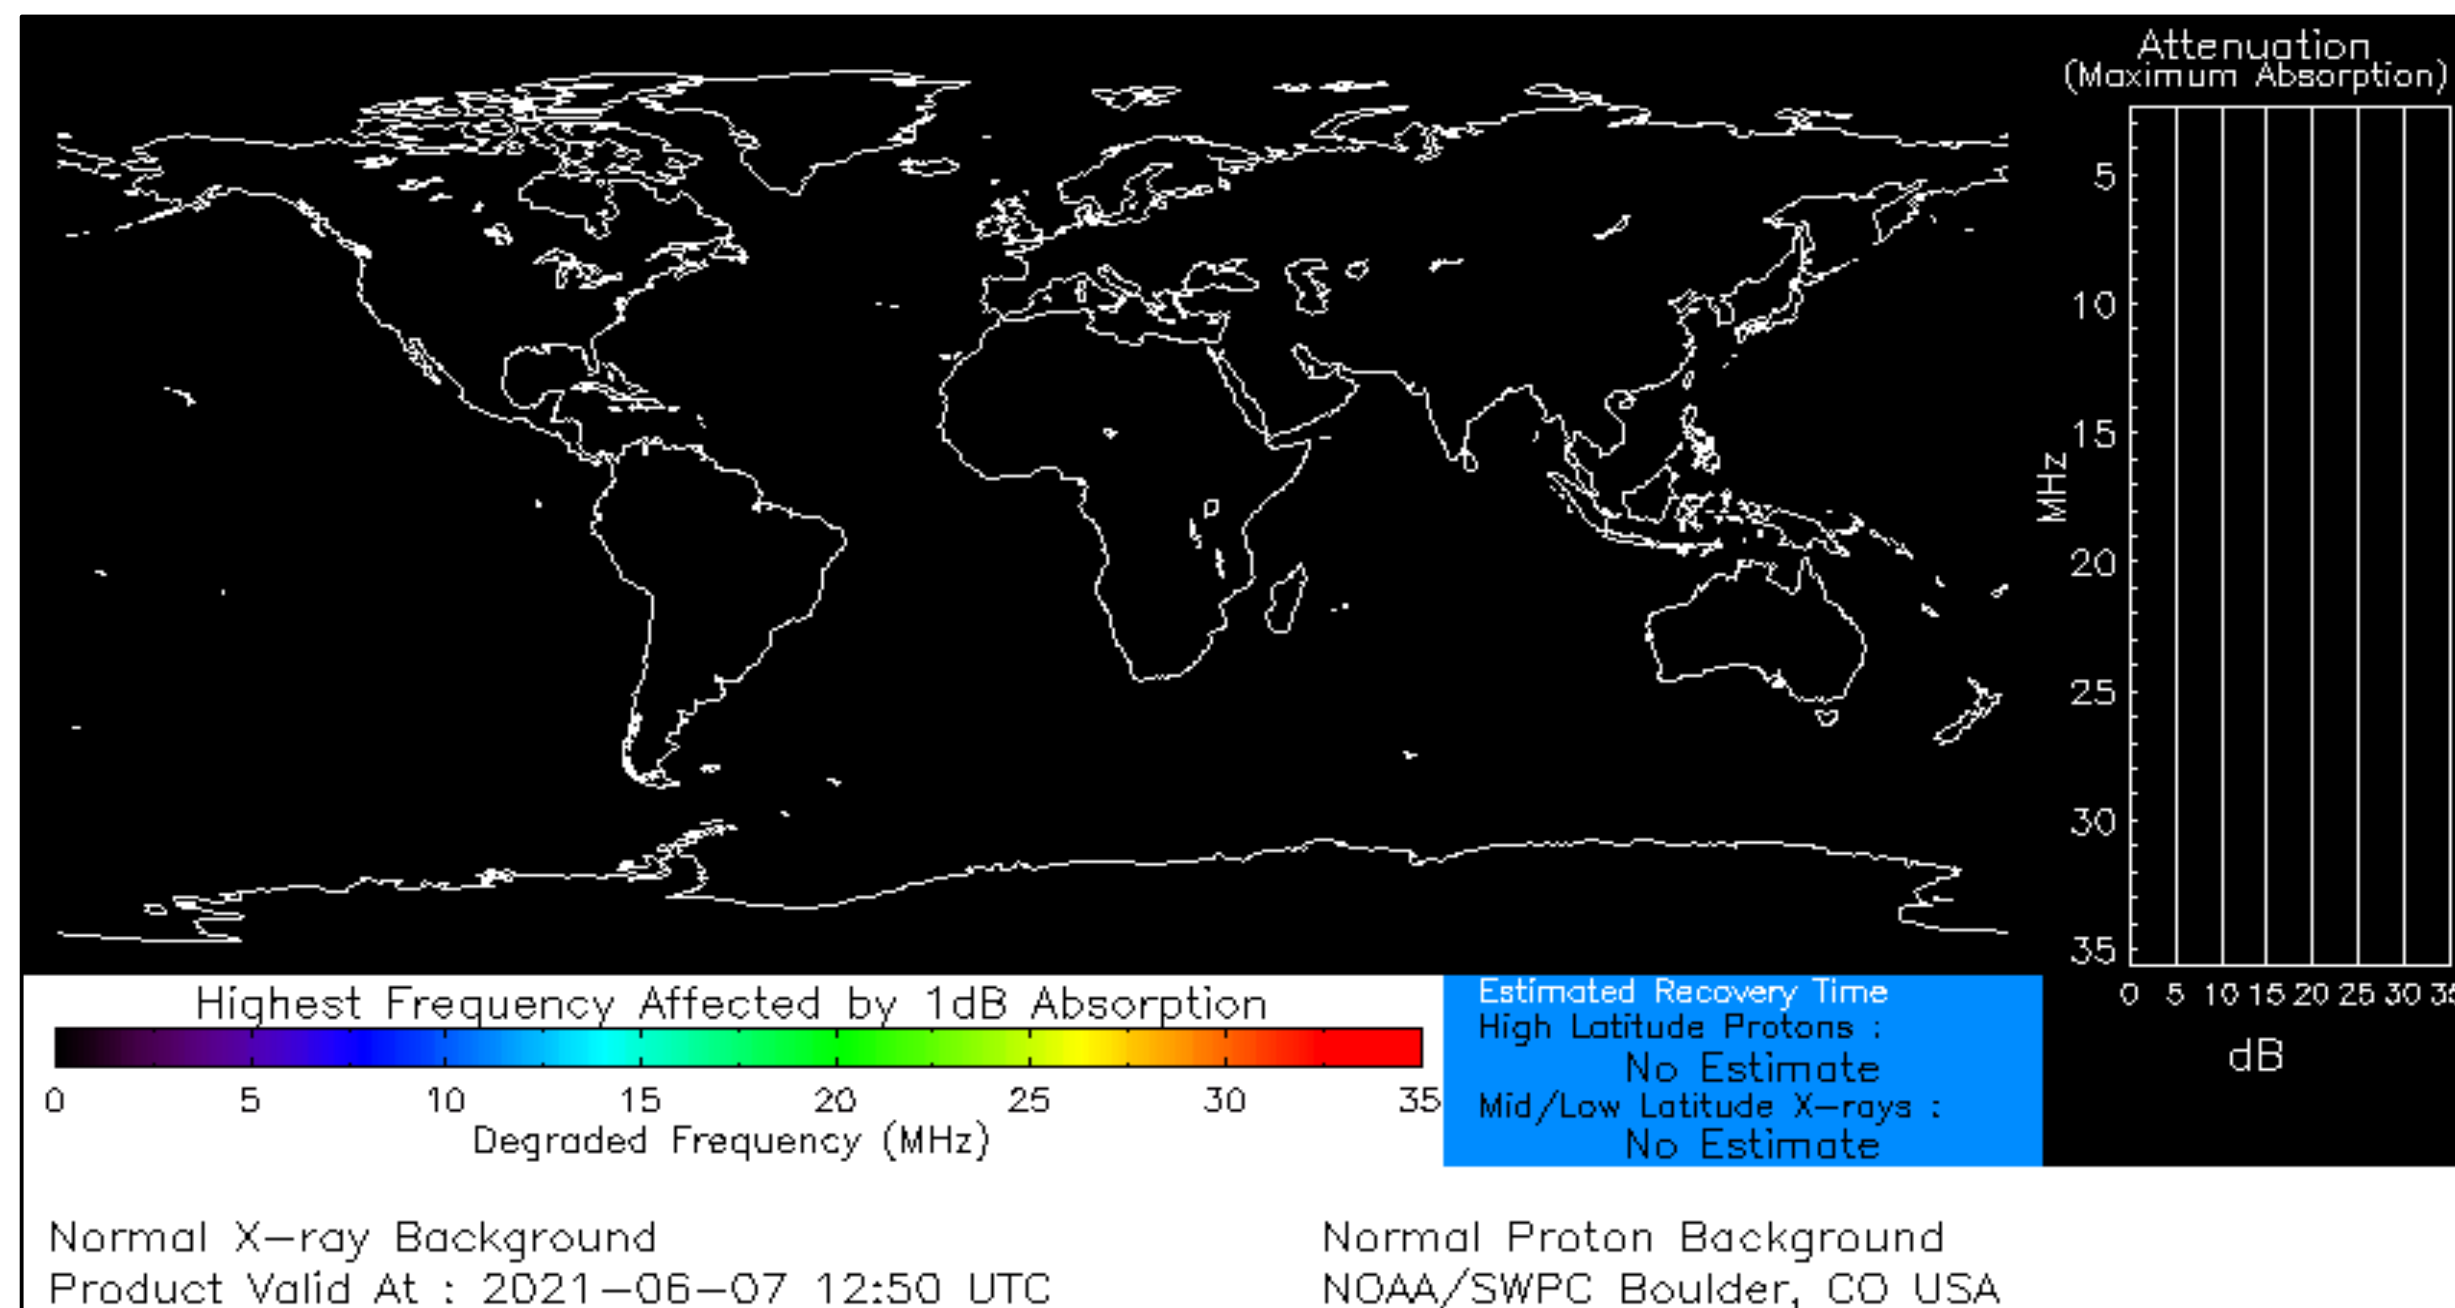 Attenuation
(Maximum Absorption)
5
10
15
20
25
30
35
MHz
0 5 10 15 20 25 30 35
dB
Highest Frequency Affected by 1dB Absorption
0 5 10 15 20 25 30 35
Degraded Frequency (MHz)
Estimated Recovery Time
High Latitude Protons :
No Estimate
Mid/Low Latitude X-rays :
No Estimate
Normal X-ray Background
Normal Proton Background
Product Valid At : 2021-06-07 12:50 UTC
NOAA/SWPC Boulder, CO USA